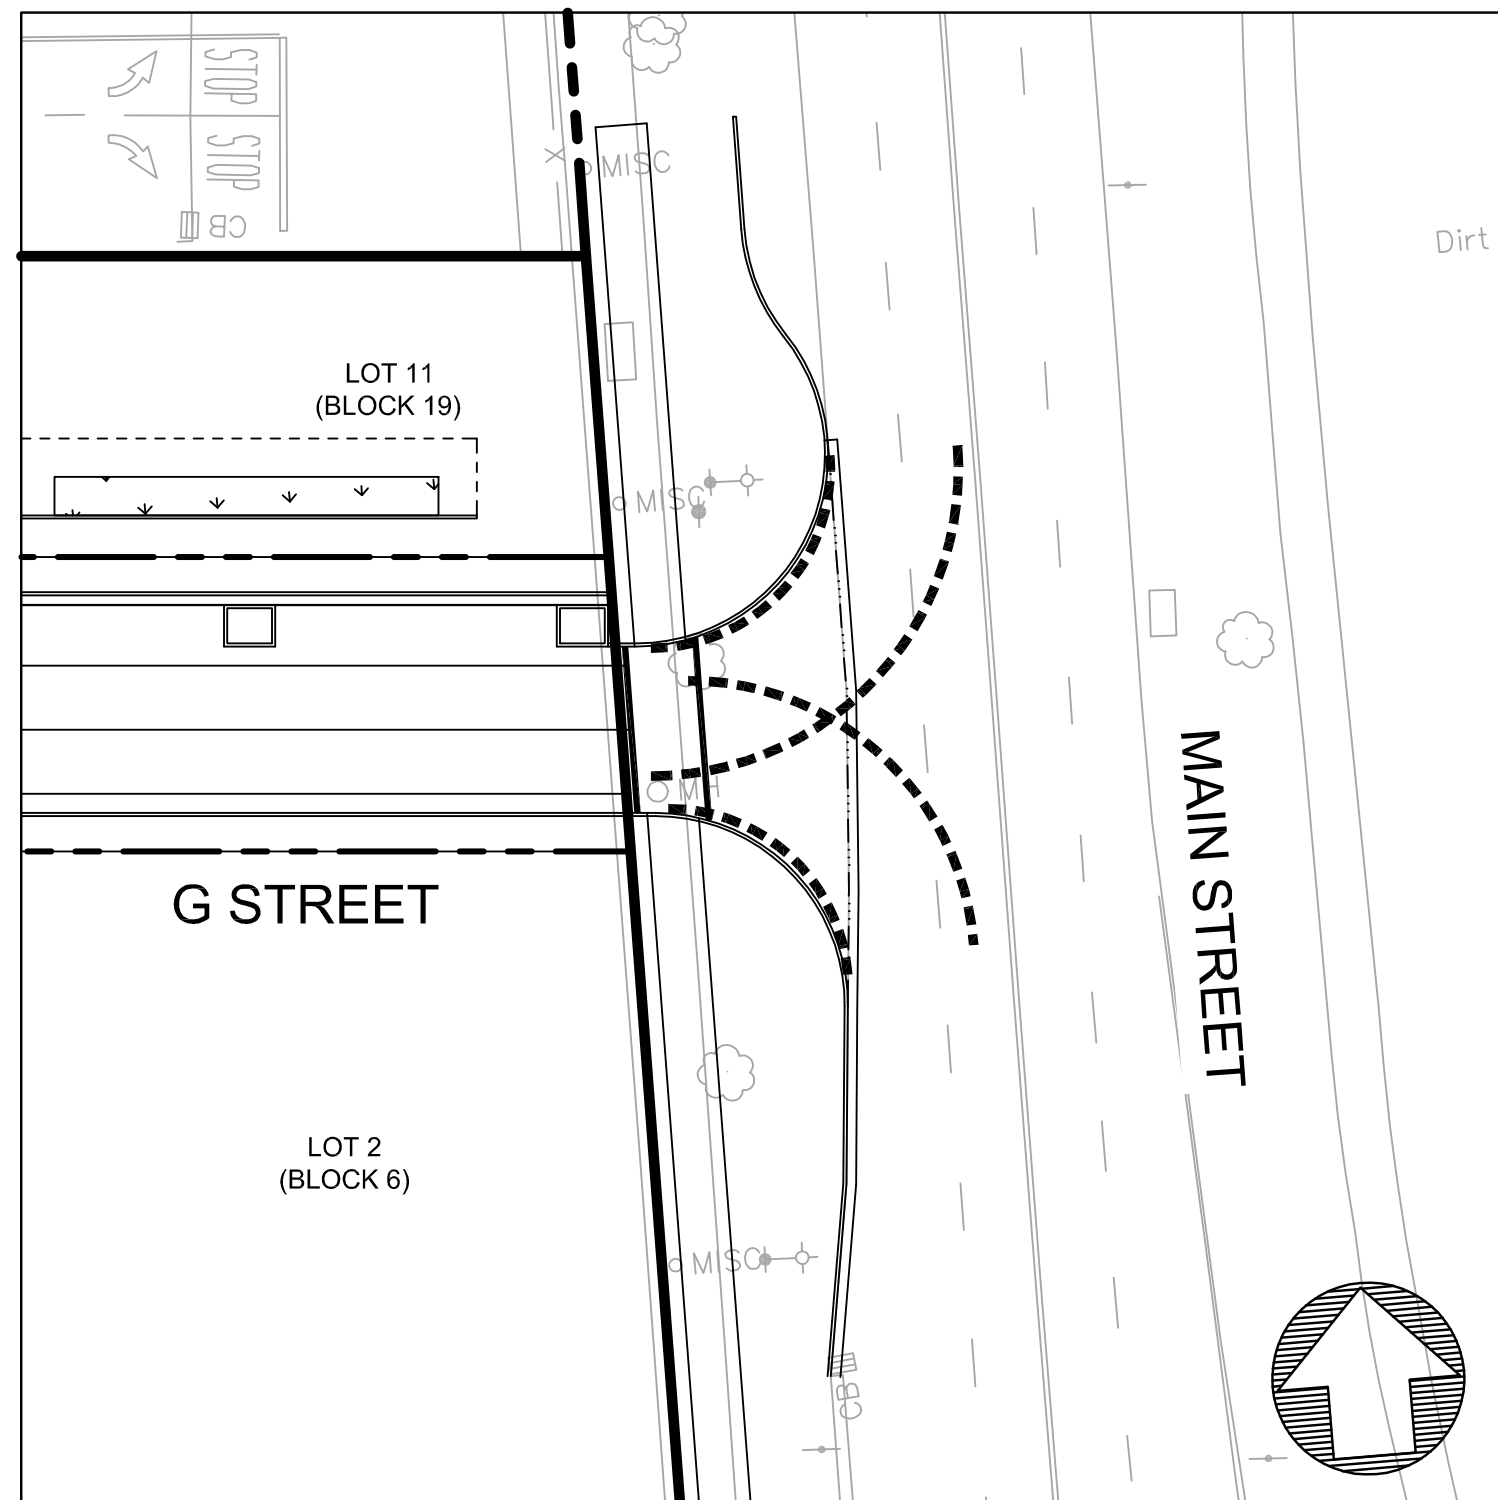 STOP
STOP
CB
X
MISC
Dirt
LOT 11
(BLOCK 19)
MISC
MH
MAIN STREET
G STREET
LOT 2
(BLOCK 6)
MISC
CB